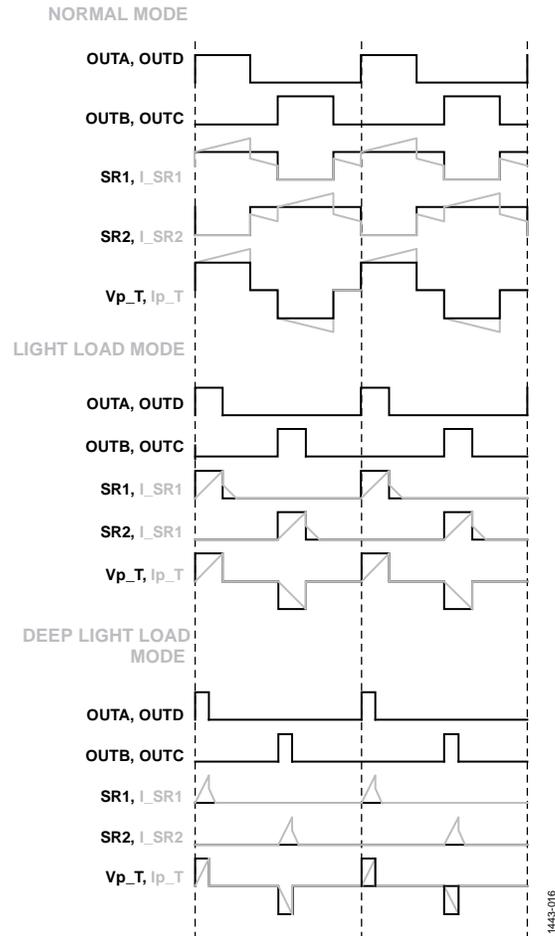 NORMAL MODE
OUTA, OUTD
OUTB, OUTC
SR1, I_SR1
SR2, I_SR2
Vp_T, Ip_T
LIGHT LOAD MODE
OUTA, OUTD
OUTB, OUTC
SR1, I_SR1
SR2, I_SR1
Vp_T, Ip_T
DEEP LIGHT LOAD
MODE
OUTA, OUTD
OUTB, OUTC
SR1, I_SR1
SR2, I_SR2
Vp_T, Ip_T
1443-016